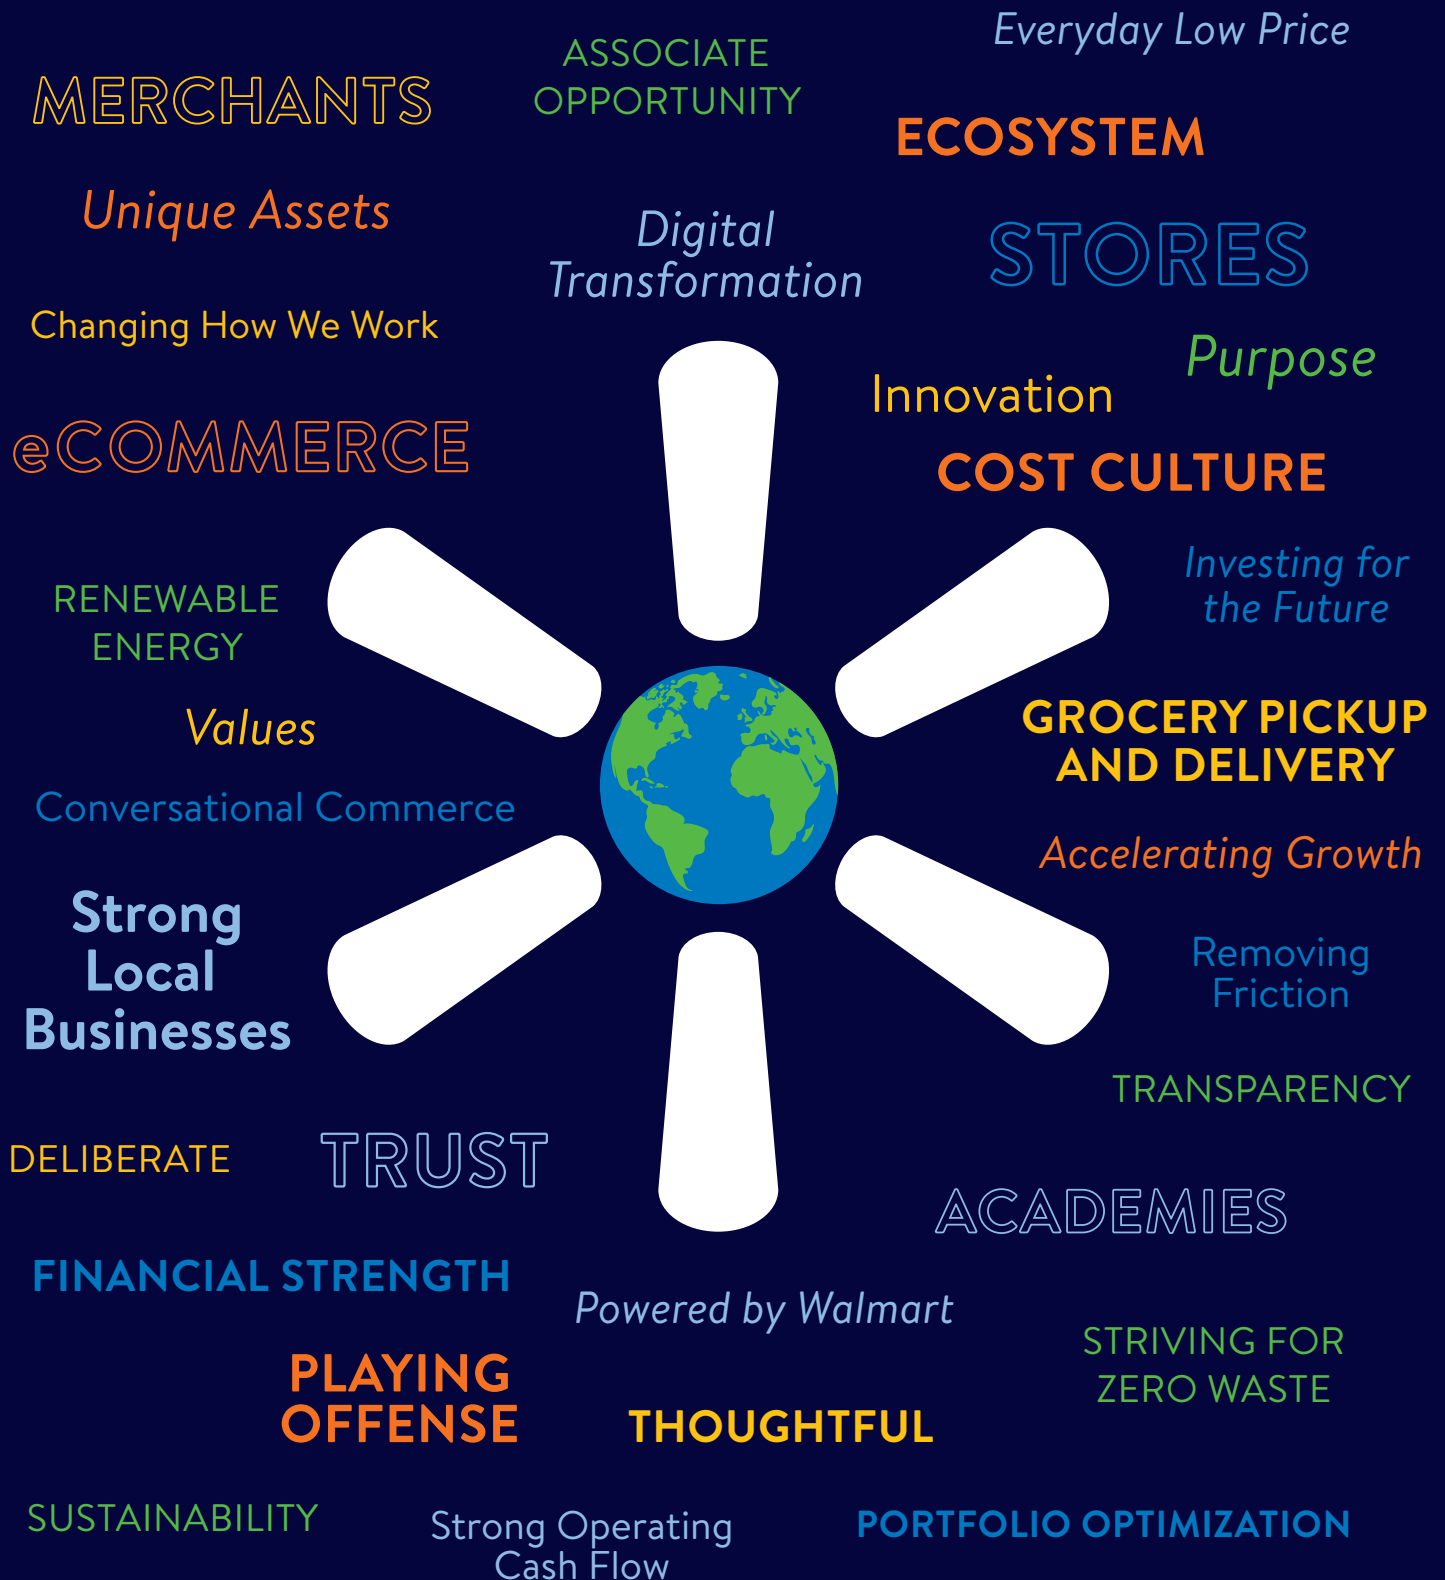 Everyday Low Price
ASSOCIATE
OPPORTUNITY
MERCHANTS
ECOSYSTEM
Unique Assets
Digital
Transformation
STORES
Changing How We Work
Purpose
Innovation
eCOMMERCE
COST CULTURE
Investing for
the Future
RENEWABLE
ENERGY
Values
GROCERY PICKUP
AND DELIVERY
Conversational Commerce
Accelerating Growth
Strong
Local
Businesses
Removing
Friction
TRANSPARENCY
DELIBERATE
TRUST
ACADEMIES
FINANCIAL STRENGTH
Powered by Walmart
STRIVING FOR
ZERO WASTE
PLAYING
OFFENSE
THOUGHTFUL
SUSTAINABILITY
Strong Operating
Cash Flow
PORTFOLIO OPTIMIZATION